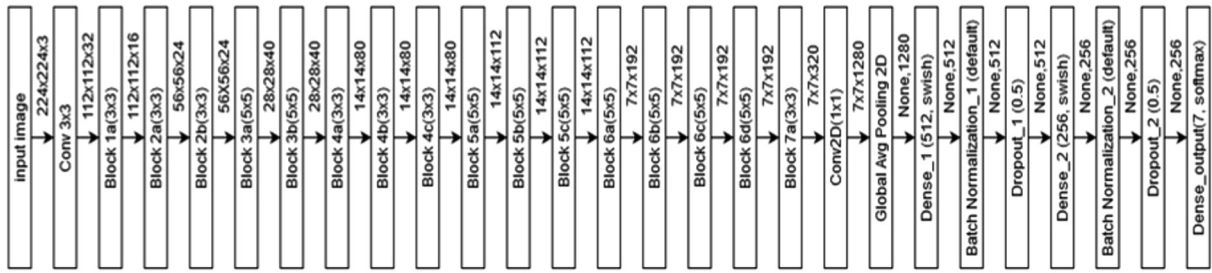 input image
224x224x3
Conv 3x3
112x112x32
Block 1a(3x3)
112x112x16
Block 2a(3x3)
56x56x24
Block 2b(3x3)
56X56x24
Block 3a(5x5)
28x28x40
Block 3b(5x5)
28x28x40
Block 4a(3x3)
14x14x80
Block 4b(3x3)
14x14x80
Block 4c(3x3)
14x14x80
Block 5a(5x5)
14x14x112
Block 5b(5x5)
14x14x112
Block 5c(5x5)
14x14x112
Block 6a(5x5)
7x7x192
Block 6b(5x5)
7x7x192
Block 6c(5x5)
7x7x192
Block 6d(5x5)
7x7x192
Block 7a(3x3)
7x7x320
Conv2D(1x1)
7x7x1280
Global Avg Pooling 2D
None,1280
Dense_1 (512, swish)
None,512
Batch Normalization_1 (default)
None,512
Dropout_1 (0.5)
None,512
Dense_2 (256, swish)
None,256
Batch Normalization_2 (default)
None,256
Dropout_2 (0.5)
None,256
Dense_output(7, softmax)